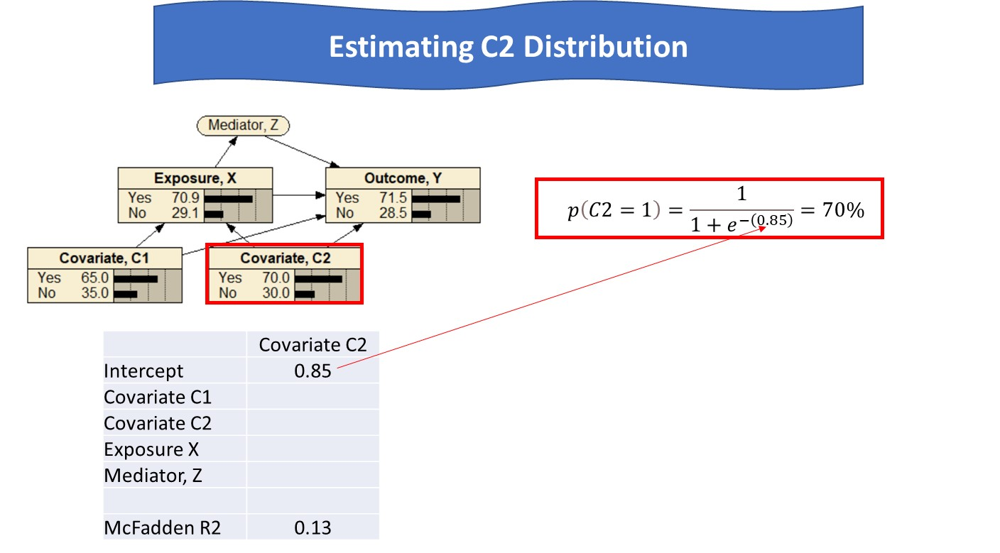 Estimating C2 Distribution
Mediator, Z
Exposure, X
Yes 70.9
No 29.1
Outcome, Y
Yes 71.5
No 28.5
Covariate, C1
Yes 65.0
No 35.0
Covariate, C2
Yes 70.0
No 30.0
p(C2 = 1) = 1 / 1 + e^−(0.85) = 70%
Covariate C2
Intercept 0.85
Covariate C1
Covariate C2
Exposure X
Mediator, Z
McFadden R2 0.13